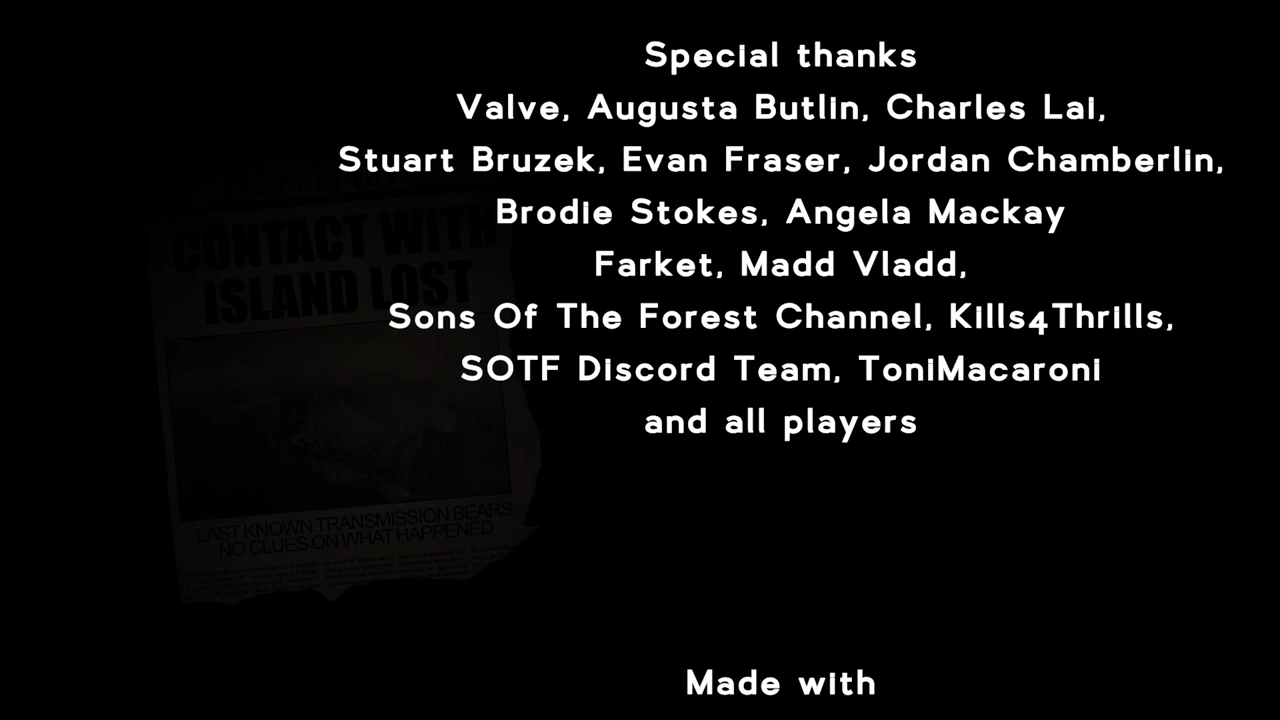 Special thanks
Valve, Augusta Butlin, Charles Lai,
Stuart Bruzek, Evan Fraser, Jordan Chamberlin,
Brodie Stokes, Angela Mackay
Farket, Madd Vladd,
Sons Of The Forest Channel, Kills4Thrills,
SOTF Discord Team, ToniMacaroni
and all players
CONTACT WITH
ISLAND LOST
LAST KNOWN TRANSMISSION BEARS
NO CLUES ON WHAT HAPPENED
Made with